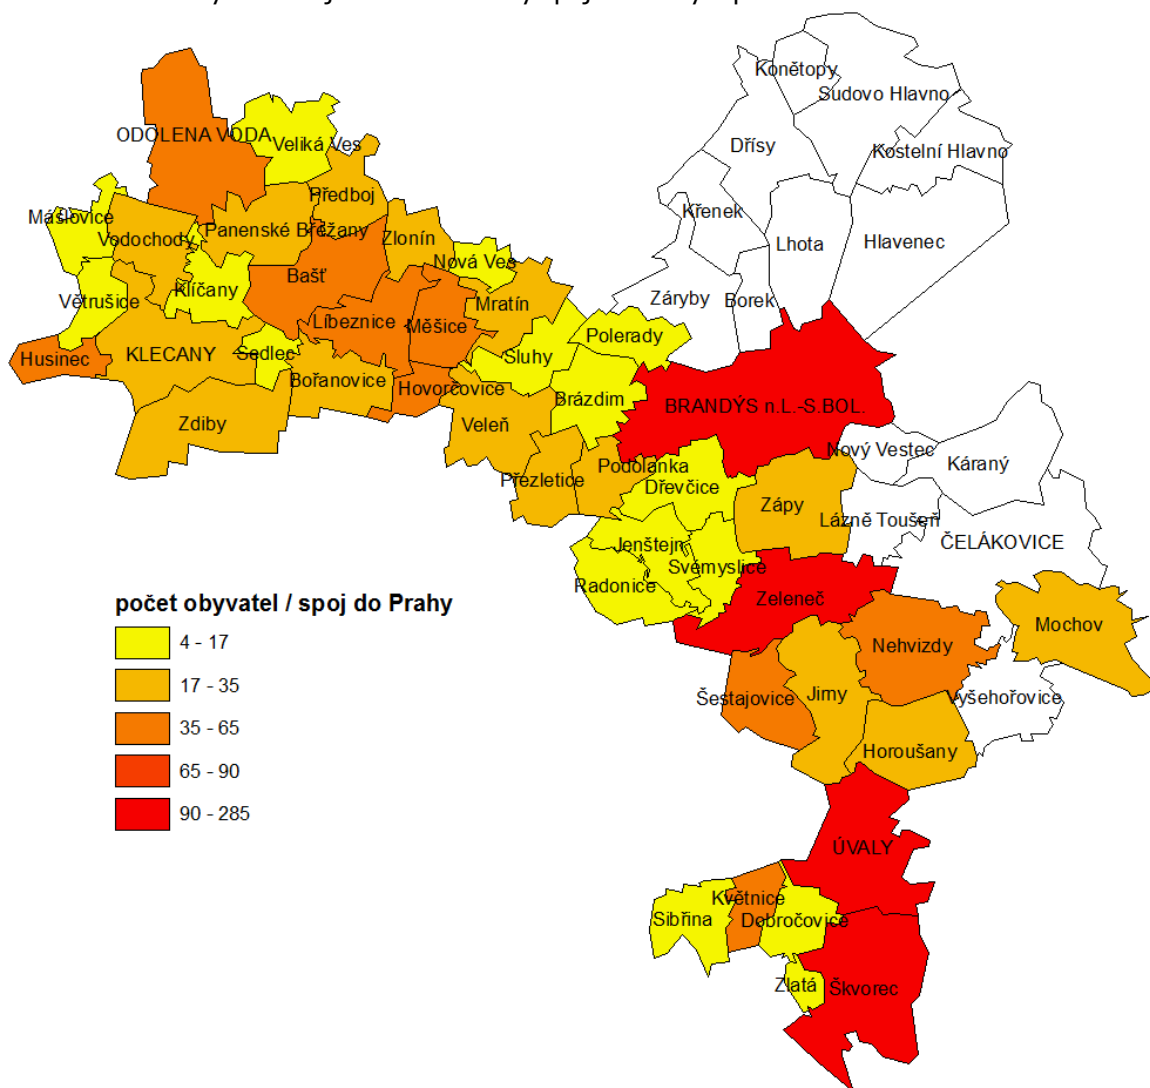 Konětopy
Sudovo Hlavno
ODOLENA VODA
Veliká Ves
Dřísy
Kostelní Hlavno
Předboj
Mášlovice
Křenek
Vodochody
Panenské Břežany
Zlonín
Lhota
Hlavenec
Nová Ves
Bašť
Klíčany
Větrušice
Záryby
Borek
Mratín
Líbeznice
Měšice
Polerady
Husinec
KLECANY
Sedlec
Sluhy
Bořanovice
Hovorčovice
Brázdim
BRANDÝS n.L.-S.BOL.
Zdiby
Veleň
Nový Vestec
Káraný
Podolanka
Přezletice
Dřevčice
Zápy
Lázně Toušeň
ČELÁKOVICE
Jenštejn
Svémyslice
Radonice
Zeleneč
počet obyvatel / spoj do Prahy
4 - 17
17 - 35
35 - 65
65 - 90
90 - 285
Mochov
Nehvizdy
Šestajovice
Jirny
Vyšehořovice
Horoušany
ÚVALY
Květnice
Sibřina
Dobročovice
Zlatá
Škvorec